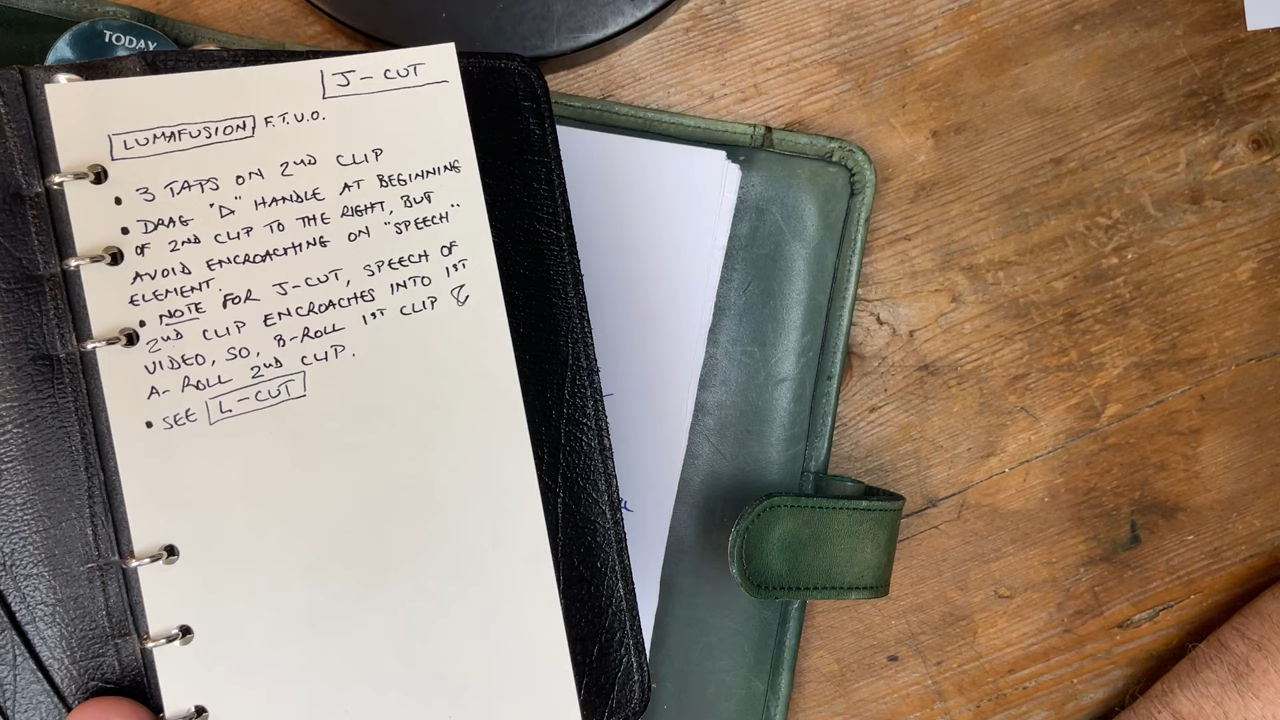 TODAY
J-CUT
LUMAFUSION F.T.V.O.
• 3 TAPS ON 2ND CLIP
• DRAG "D" HANDLE AT BEGINNING
OF 2ND CLIP TO THE RIGHT, BUT
AVOID ENCROACHING ON "SPEECH"
ELEMENT.
• NOTE FOR J-CUT, SPEECH OF
2ND CLIP ENCROACHES INTO 1ST
VIDEO, SO, B-ROLL 1ST CLIP &
A-ROLL 2ND CLIP.
• SEE L-CUT